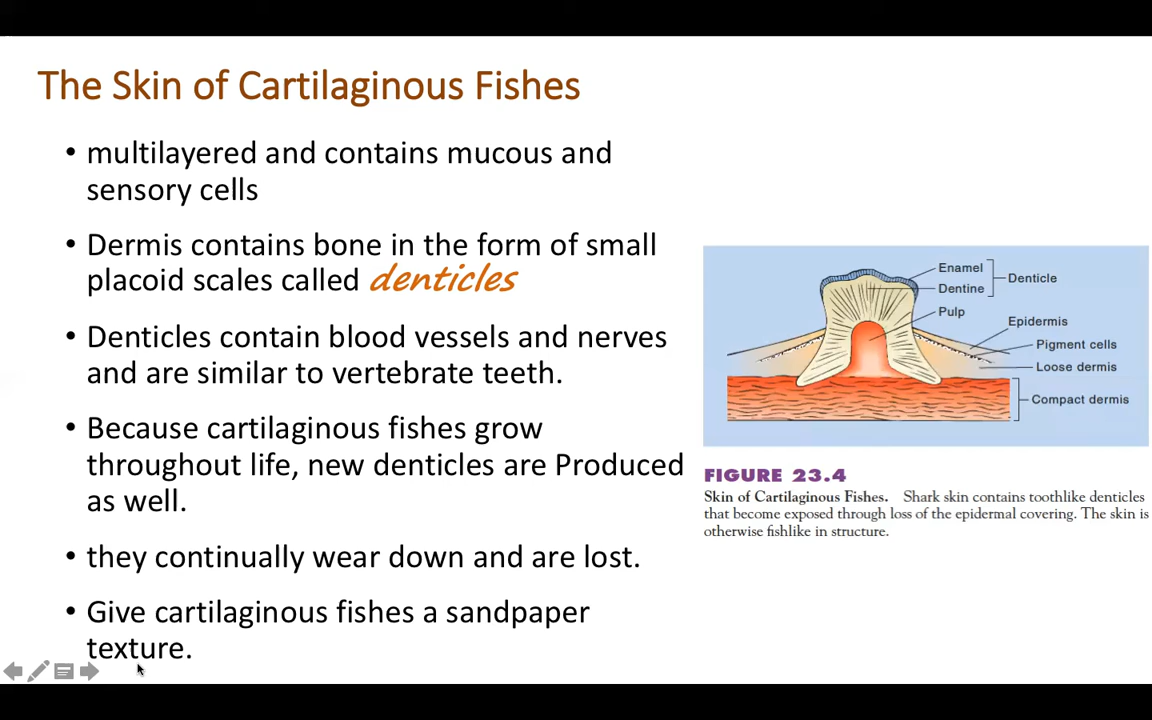 The Skin of Cartilaginous Fishes
• multilayered and contains mucous and
sensory cells
• Dermis contains bone in the form of small
placoid scales called denticles
• Denticles contain blood vessels and nerves
and are similar to vertebrate teeth.
• Because cartilaginous fishes grow
throughout life, new denticles are Produced
as well.
• they continually wear down and are lost.
• Give cartilaginous fishes a sandpaper
texture.
Enamel
Dentine
Denticle
Pulp
Epidermis
Pigment cells
Loose dermis
Compact dermis
FIGURE 23.4
Skin of Cartilaginous Fishes. Shark skin contains toothlike denticles
that become exposed through loss of the epidermal covering. The skin is
otherwise fishlike in structure.